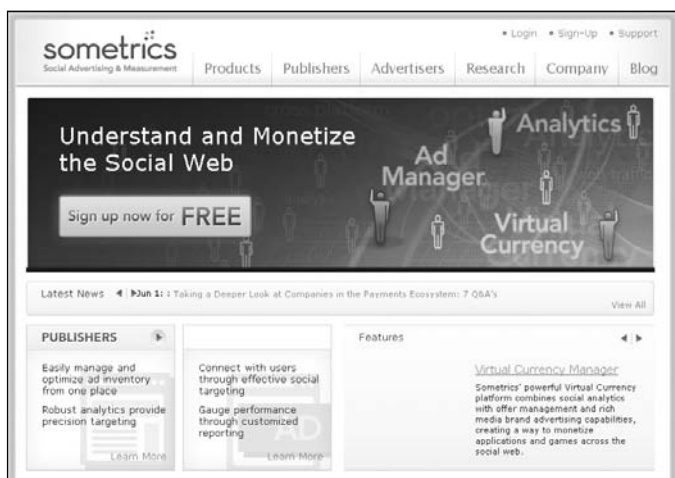 • Login • Sign-Up • Support
sometrics
Social Advertising & Measurement
Products Publishers Advertisers Research Company Blog
Understand and Monetize
the Social Web
Sign up now for FREE
Analytics
Ad
Manager
Virtual
Currency
Latest News Jun 1: : Taking a Deeper Look at Companies in the Payments Ecosystem: 7 Q&A's
View All
PUBLISHERS
Easily manage and
optimize ad inventory
from one place
Robust analytics provide
precision targeting
Learn More
Connect with users
through effective social
targeting
Gauge performance
through customized
reporting
AD
Learn More
Features
Virtual Currency Manager
Sometrics' powerful Virtual Currency
platform combines social analytics
with offer management and rich
media brand advertising capabilities,
creating a way to monetize
applications and games across the
social web.